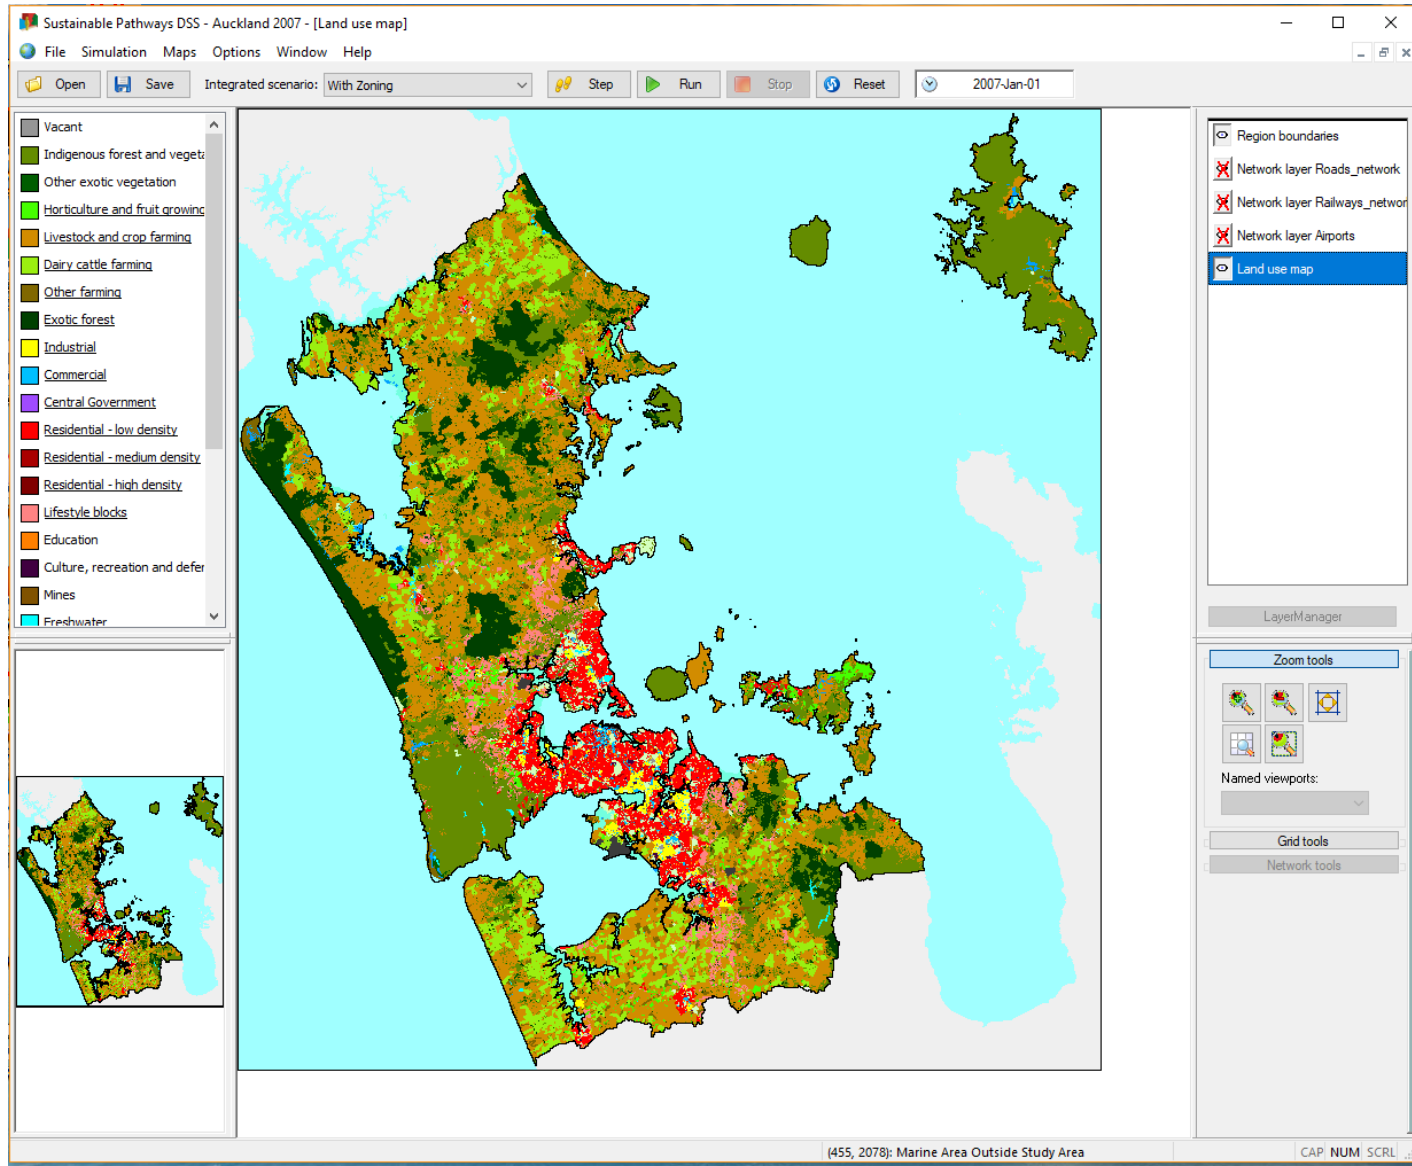 Sustainable Pathways DSS - Auckland 2007 - [Land use map]
File Simulation Maps Options Window Help
Open Save Integrated scenario: With Zoning Step Run Stop Reset 2007-Jan-01
Vacant
Indigenous forest and vegeta
Other exotic vegetation
Horticulture and fruit growing
Livestock and crop farming
Dairy cattle farming
Other farming
Exotic forest
Industrial
Commercial
Central Government
Residential - low density
Residential - medium density
Residential - high density
Lifestyle blocks
Education
Culture, recreation and defer
Mines
Freshwater
Region boundaries
Network layer Roads_network
Network layer Railways_networ
Network layer Airports
Land use map
LayerManager
Zoom tools
Named viewports:
Grid tools
Network tools
(455, 2078): Marine Area Outside Study Area
CAP NUM SCRL